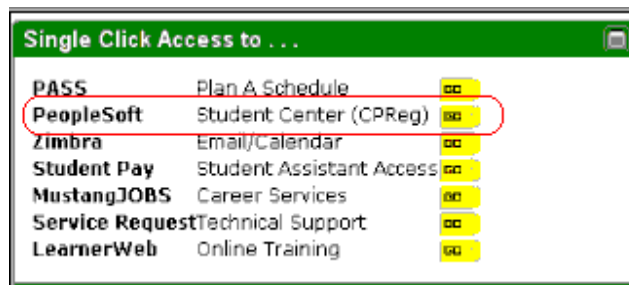 Single Click Access to . . .
PASS Plan A Schedule GO
PeopleSoft Student Center (CPReg) GO
Zimbra Email/Calendar GO
Student Pay Student Assistant Access GO
MustangJOBS Career Services GO
Service Request Technical Support GO
LearnerWeb Online Training GO